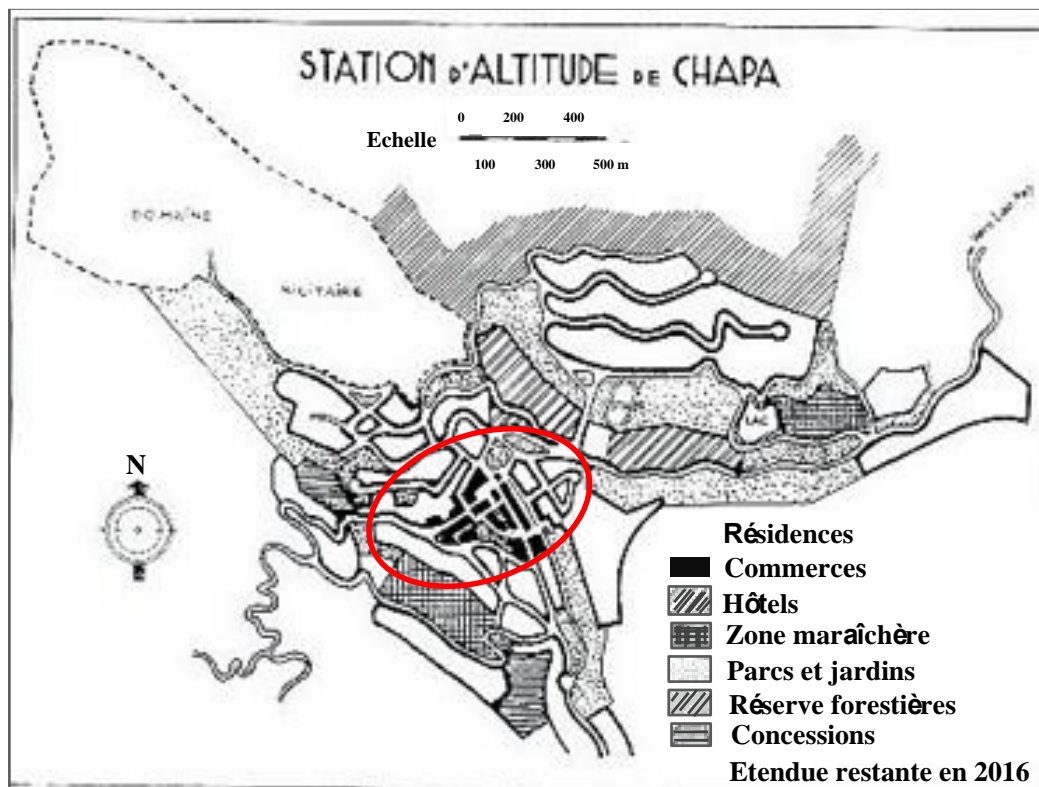 STATION D'ALTITUDE DE CHAPA
0 200 400
Echelle
100 300 500 m
DOMAINE
MILITAIRE
LAC
N
Résidences
Commerces
Hôtels
Zone maraîchère
Parcs et jardins
Réserve forestières
Concessions
Etendue restante en 2016